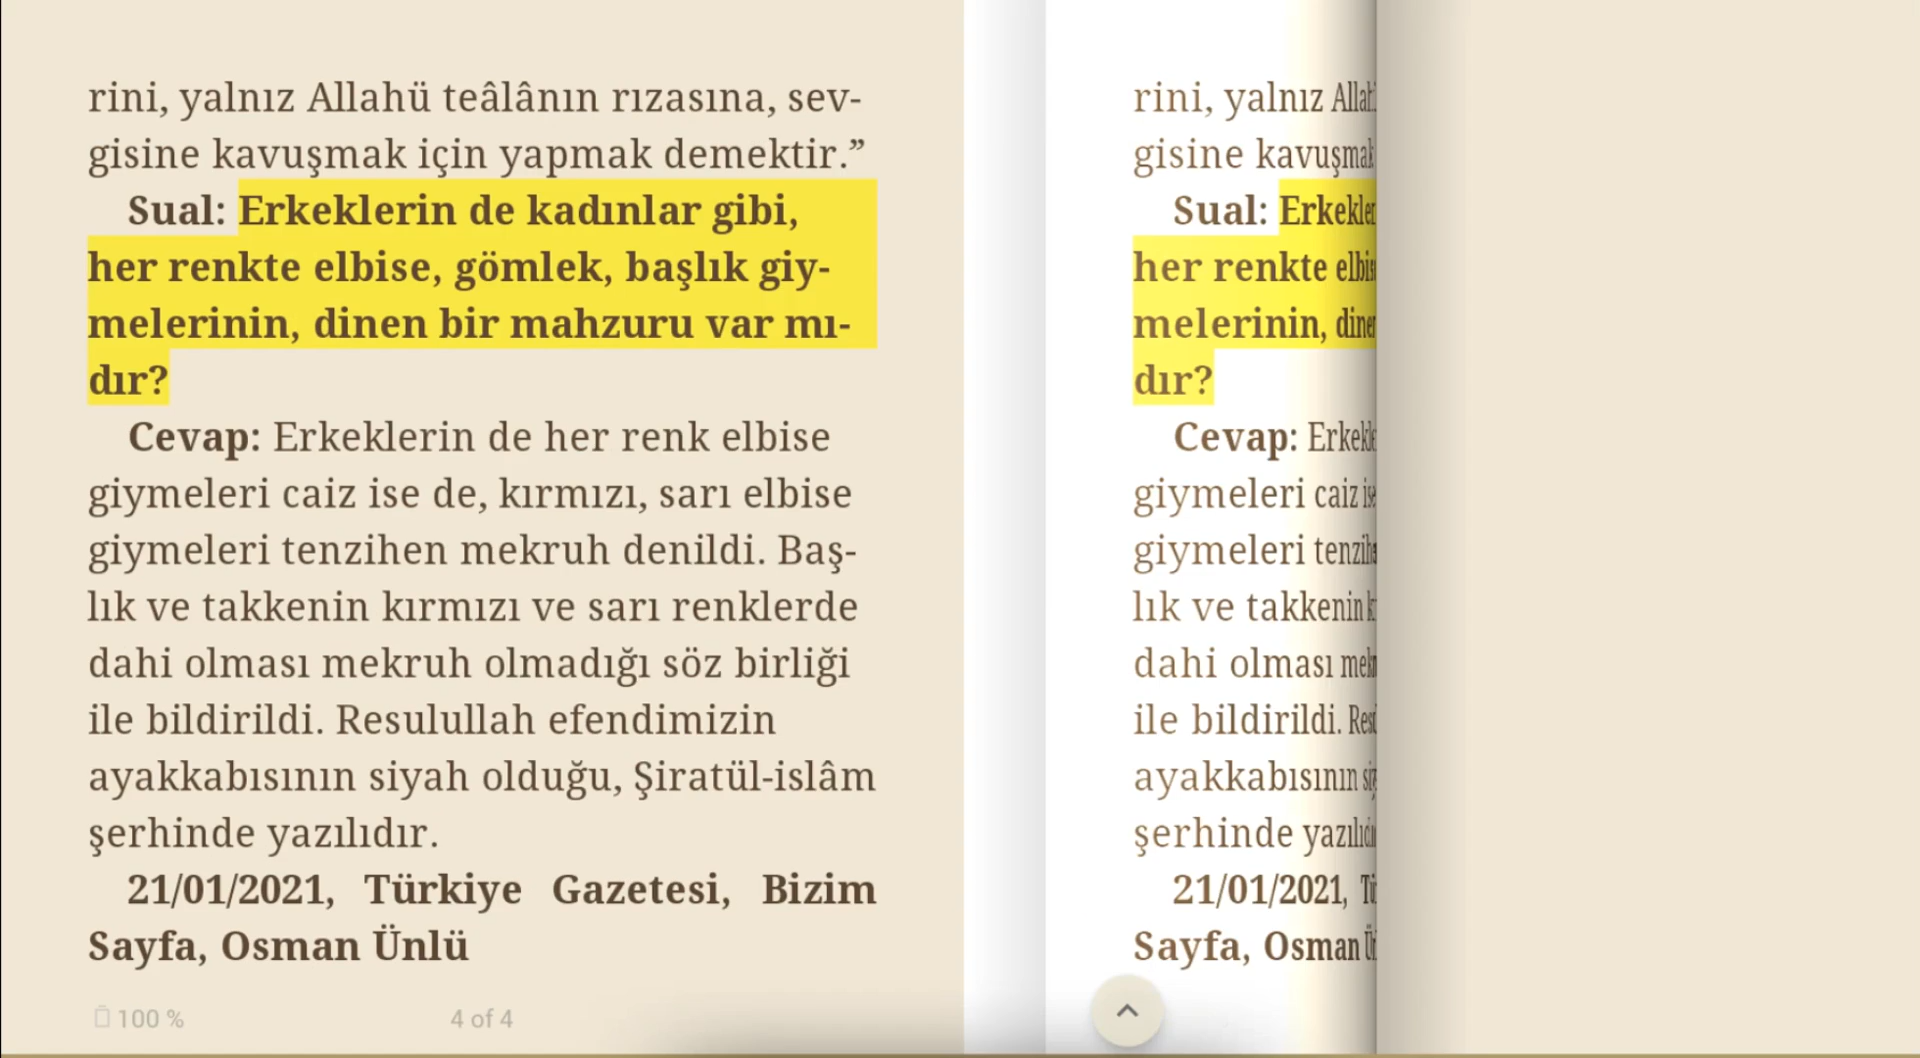 rini, yalnız Allahü teâlânın rızasına, sev-
gisine kavuşmak için yapmak demektir.”
Sual: Erkeklerin de kadınlar gibi,
her renkte elbise, gömlek, başlık giy-
melerinin, dinen bir mahzuru var mı-
dır?
Cevap: Erkeklerin de her renk elbise
giymeleri caiz ise de, kırmızı, sarı elbise
giymeleri tenzihen mekruh denildi. Baş-
lık ve takkenin kırmızı ve sarı renklerde
dahi olması mekruh olmadığı söz birliği
ile bildirildi. Resulullah efendimizin
ayakkabısının siyah olduğu, Şiratül-islâm
şerhinde yazılıdır.
21/01/2021, Türkiye Gazetesi, Bizim
Sayfa, Osman Ünlü
100 %
4 of 4
rini, yalnız
gisine
Sual:
her renkte
melerinin,
dır?
Cevap:
giymeleri caiz
giymeleri
lık ve takkenin
dahi olması
ile bildirildi.
ayakkabısının
şerhinde
21/01/2021,
Sayfa, Osman